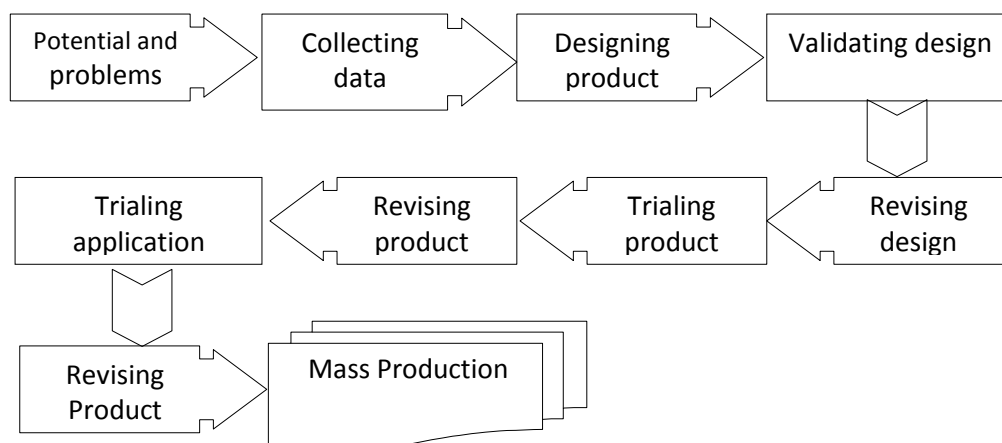 Potential and
problems
Collecting
data
Designing
product
Validating design
Revising
design
Trialing
product
Revising
product
Trialing
application
Revising
Product
Mass Production